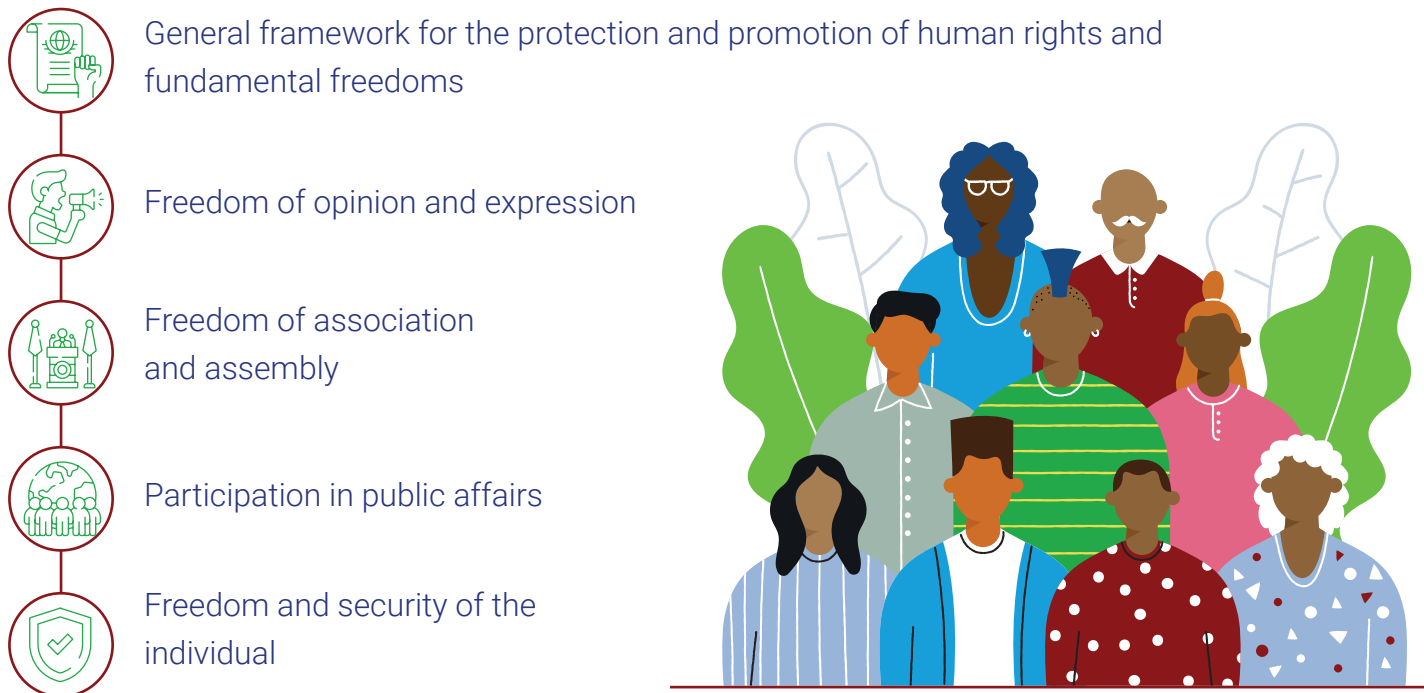 General framework for the protection and promotion of human rights and
fundamental freedoms
Freedom of opinion and expression
Freedom of association
and assembly
Participation in public affairs
Freedom and security of the
individual